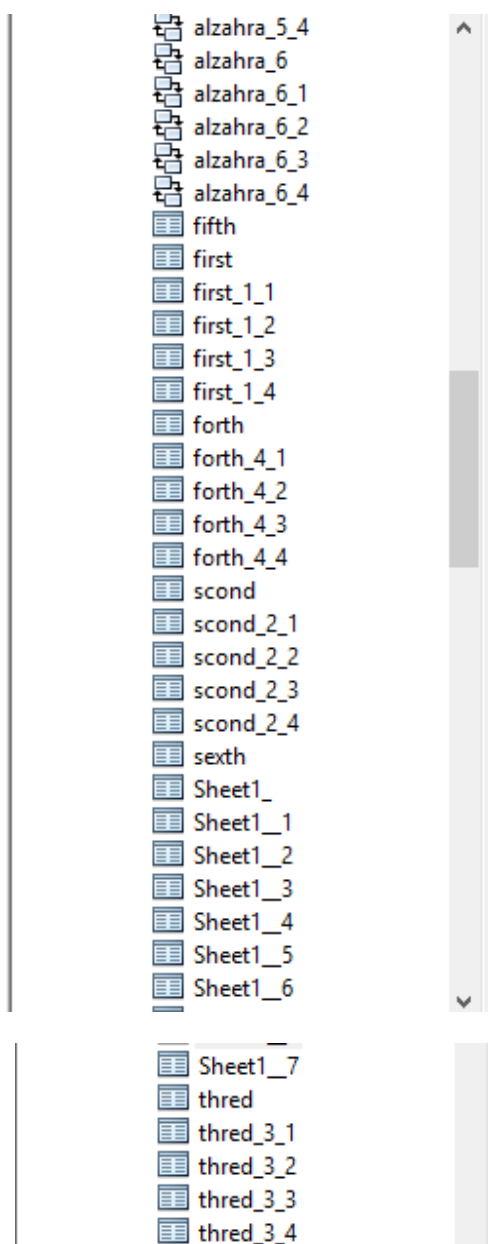 alzahra_5_4
alzahra_6
alzahra_6_1
alzahra_6_2
alzahra_6_3
alzahra_6_4
fifth
first
first_1_1
first_1_2
first_1_3
first_1_4
forth
forth_4_1
forth_4_2
forth_4_3
forth_4_4
scond
scond_2_1
scond_2_2
scond_2_3
scond_2_4
sexth
Sheet1_
Sheet1__1
Sheet1__2
Sheet1__3
Sheet1__4
Sheet1__5
Sheet1__6
Sheet1__7
thred
thred_3_1
thred_3_2
thred_3_3
thred_3_4